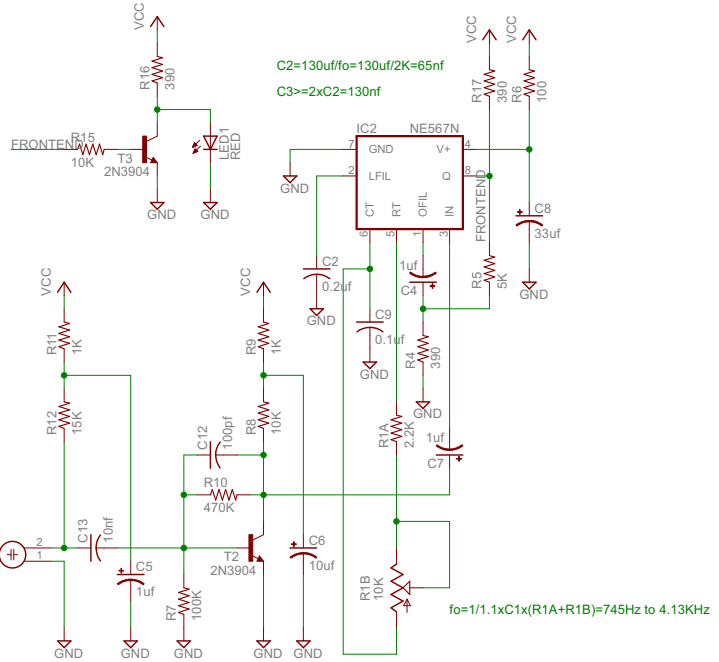 VCC
R16
390
FRONTEND
R15
10K
T3
2N3904
LED1
RED
GND
GND
C2=130uf/fo=130uf/2K=65nf
C3>=2xC2=130nf
VCC
VCC
R17
390
R6
100
IC2
NE567N
7
GND
V+
4
2
LFIL
Q
8
CT
RT
OFIL
IN
6
5
1
3
GND
FRONTEND
C8
33uf
GND
C2
0.2uf
GND
1uf
C4
R5
5K
C9
0.1uf
GND
R4
390
GND
VCC
VCC
R11
1K
R9
1K
R12
15K
C12
100pf
R8
10K
R1A
2.2K
1uf
C7
R10
470K
C13
10nf
2
1
C5
1uf
T2
2N3904
C6
10uf
R7
100K
R1B
10K
fo=1/1.1xC1x(R1A+R1B)=745Hz to 4.13KHz
GND
GND
GND
GND
GND